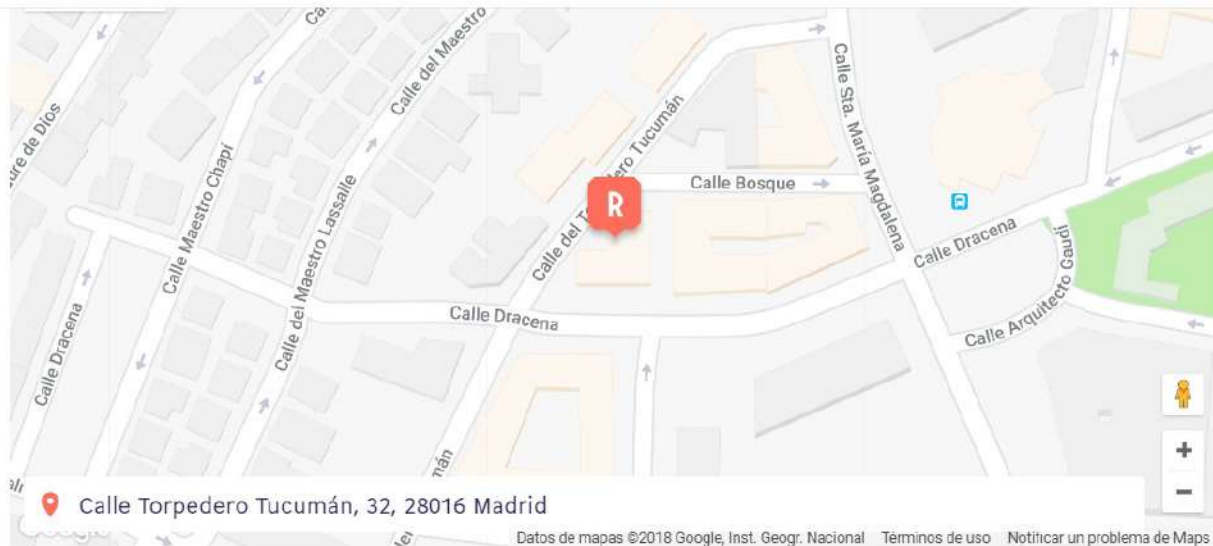 Calle del Maestro
Calle Sta. María Magdalena
Calle Maestro Chapí
Calle del Torpedero Tucumán
R
Calle Bosque
Calle Dracena
Calle del Maestro Lassalle
Calle Arquitecto Gaudí
Calle Dracena
Calle Dracena
+
−
Calle Torpedero Tucumán, 32, 28016 Madrid
Google
Datos de mapas ©2018 Google, Inst. Geogr. Nacional Términos de uso Notificar un problema de Maps